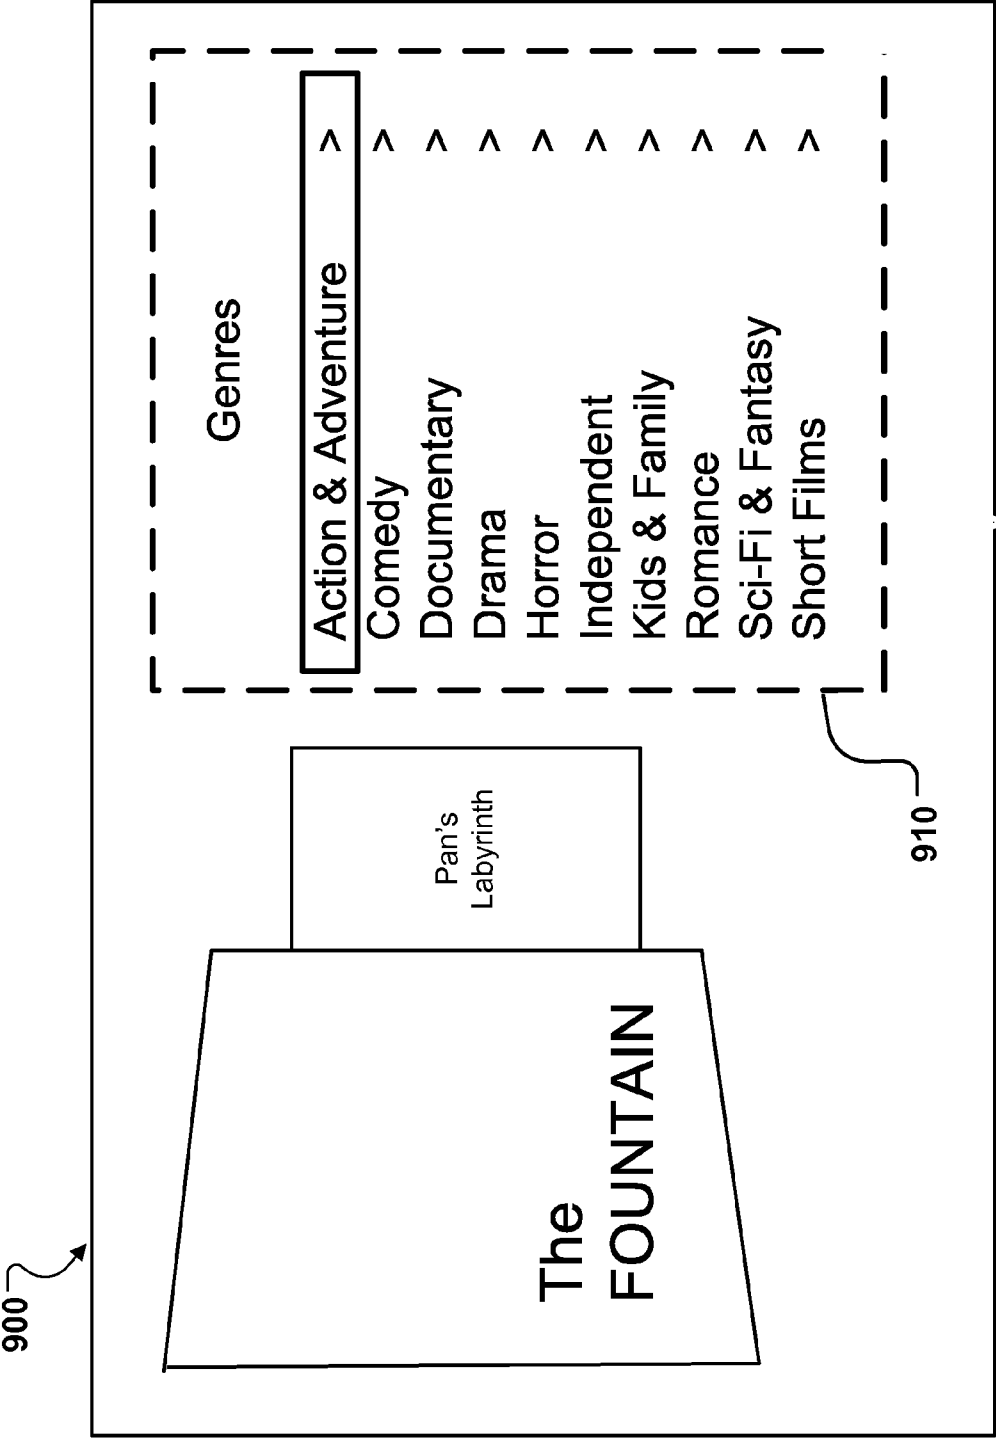 900
The
FOUNTAIN
Pan's
Labyrinth
Genres
Action & Adventure >
Comedy >
Documentary >
Drama >
Horror >
Independent >
Kids & Family >
Romance >
Sci-Fi & Fantasy >
Short Films >
910